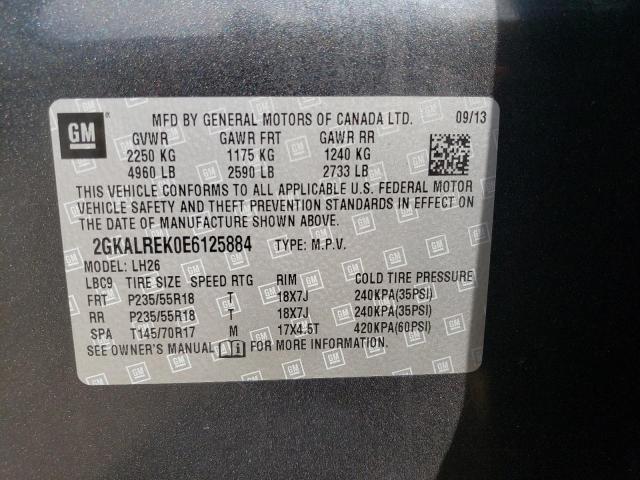 GM
MFD BY GENERAL MOTORS OF CANADA LTD. 09/13
GVWR GAWR FRT GAWR RR
2250 KG 1175 KG 1240 KG
4960 LB 2590 LB 2733 LB
THIS VEHICLE CONFORMS TO ALL APPLICABLE U.S. FEDERAL MOTOR
VEHICLE SAFETY AND THEFT PREVENTION STANDARDS IN EFFECT ON
THE DATE OF MANUFACTURE SHOWN ABOVE.
2GKALREK0E6125884 TYPE: M.P.V.
MODEL: LH26
LBC9 TIRE SIZE SPEED RTG RIM COLD TIRE PRESSURE
FRT P235/55R18 T 18X7J 240KPA(35PSI)
RR P235/55R18 T 18X7J 240KPA(35PSI)
SPA T145/70R17 M 17X4.5T 420KPA(60PSI)
SEE OWNER'S MANUAL FOR MORE INFORMATION.